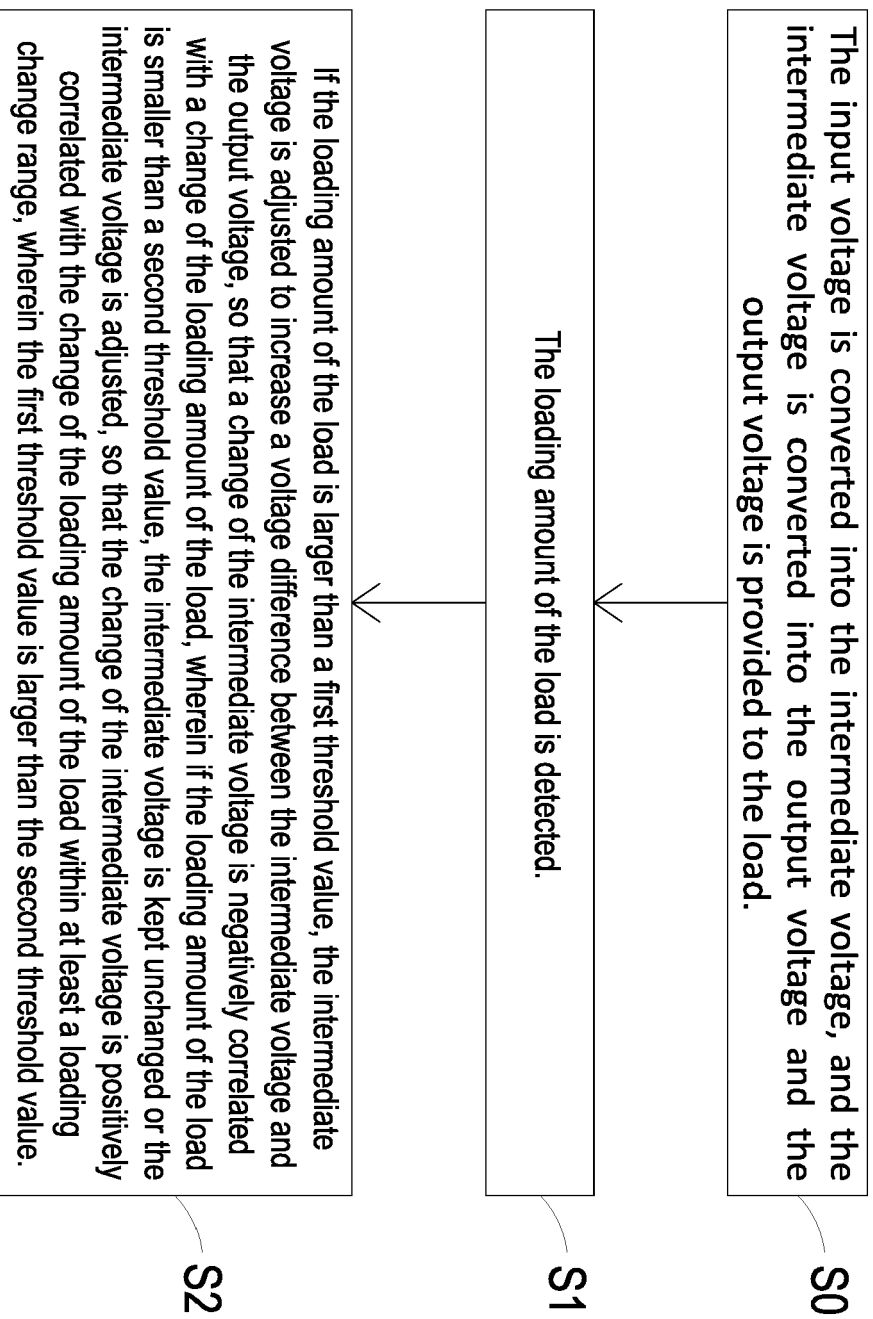 The input voltage is converted into the intermediate voltage, and the
intermediate voltage is converted into the output voltage and the
output voltage is provided to the load.
S0
The loading amount of the load is detected.
S1
If the loading amount of the load is larger than a first threshold value, the intermediate
voltage is adjusted to increase a voltage difference between the intermediate voltage and
the output voltage, so that a change of the intermediate voltage is negatively correlated
with a change of the loading amount of the load, wherein if the loading amount of the load
is smaller than a second threshold value, the intermediate voltage is kept unchanged or the
intermediate voltage is adjusted, so that the change of the intermediate voltage is positively
correlated with the change of the loading amount of the load within at least a loading
change range, wherein the first threshold value is larger than the second threshold value.
S2